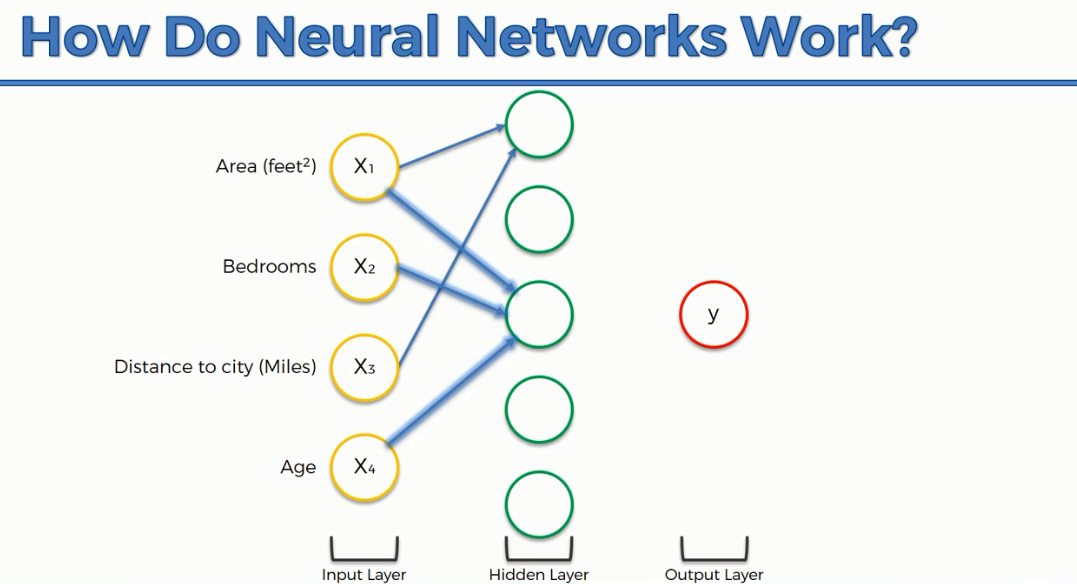 How Do Neural Networks Work?
Area (feet²)
X₁
Bedrooms
X₂
Distance to city (Miles)
X₃
Age
X₄
y
Input Layer
Hidden Layer
Output Layer